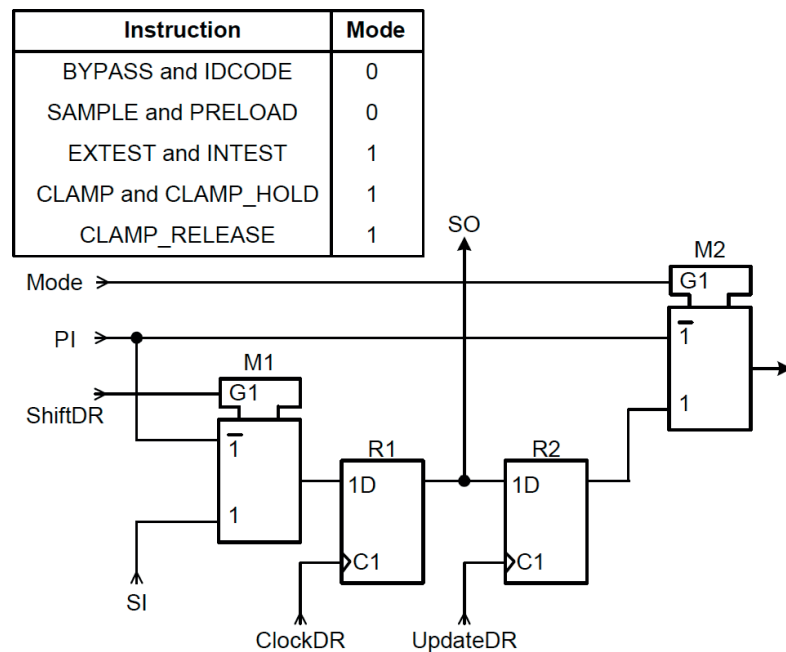 Instruction Mode
BYPASS and IDCODE 0
SAMPLE and PRELOAD 0
EXTEST and INTEST 1
CLAMP and CLAMP_HOLD 1
CLAMP_RELEASE 1
SO
M2
Mode
G1
PI
1̅
M1
G1
ShiftDR
1
1̅
R1
R2
1D
1D
1
C1
C1
SI
ClockDR
UpdateDR